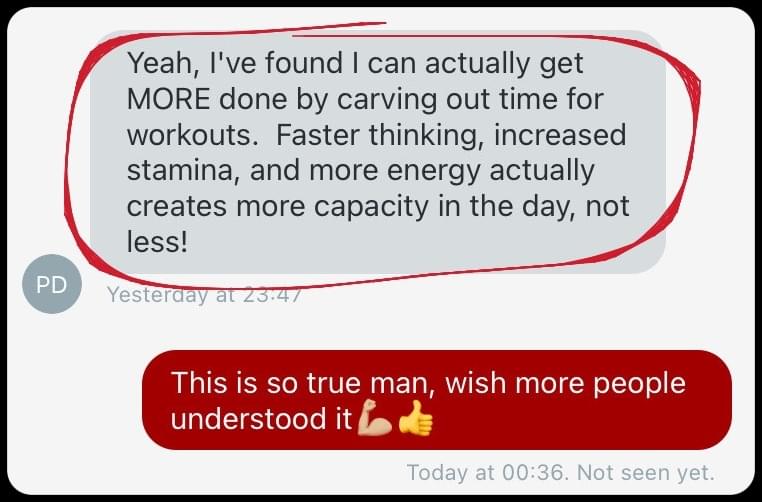 Yeah, I've found I can actually get
MORE done by carving out time for
workouts.  Faster thinking, increased
stamina, and more energy actually
creates more capacity in the day, not
less!
PD
Yesterday at 23:47
This is so true man, wish more people
understood it💪🏼👍
Today at 00:36. Not seen yet.